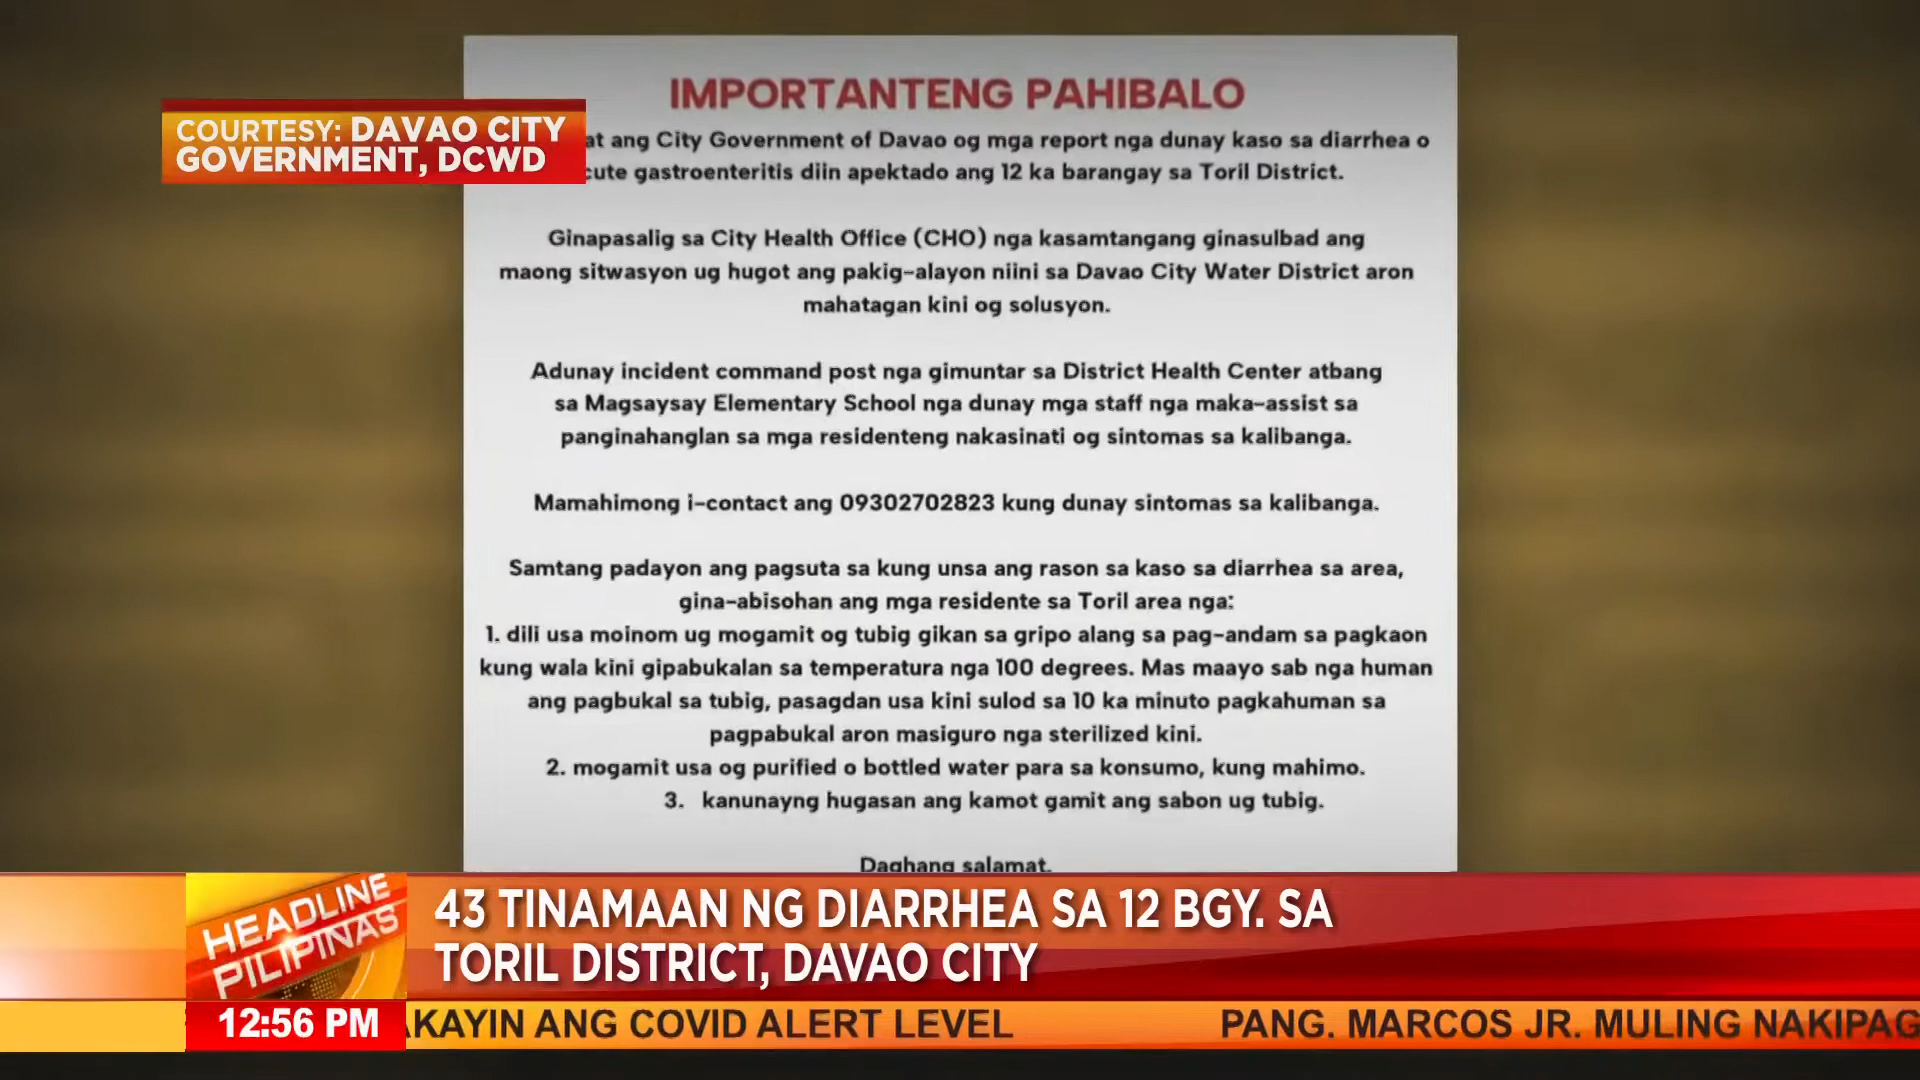 IMPORTANTENG PAHIBALO
COURTESY: DAVAO CITY
GOVERNMENT, DCWD
ang City Government of Davao og mga report nga dunay kaso sa diarrhea o
gastroenteritis diin apektado ang 12 ka barangay sa Toril District.
Ginapasalig sa City Health Office (CHO) nga kasamtangang ginasulbad ang
maong sitwasyon ug hugot ang pakig-alayon niini sa Davao City Water District aron
mahatagan kini og solusyon.
Adunay incident command post nga gimuntar sa District Health Center atbang
sa Magsaysay Elementary School nga dunay mga staff nga maka-assist sa
panginahanglan sa mga residenteng nakasinati og sintomas sa kalibanga.
Mamahimong i-contact ang 09302702823 kung dunay sintomas sa kalibanga.
Samtang padayon ang pagsuta sa kung unsa ang rason sa kaso sa diarrhea sa area,
gina-abisohan ang mga residente sa Toril area nga:
1. dili usa moinom ug mogamit og tubig gikan sa gripo alang sa pag-andam sa pagkaon
kung wala kini gipabukalan sa temperatura nga 100 degrees. Mas maayo sab nga human
ang pagbukal sa tubig, pasagdan usa kini sulod sa 10 ka minuto pagkahuman sa
pagpabukal aron masiguro nga sterilized kini.
2. mogamit usa og purified o bottled water para sa konsumo, kung mahimo.
3. kanunayng hugasan ang kamot gamit ang sabon ug tubig.
Daghang salamat.
HEADLINE
PILIPINAS
43 TINAMAAN NG DIARRHEA SA 12 BGY. SA
TORIL DISTRICT, DAVAO CITY
12:56 PM
AKAYIN ANG COVID ALERT LEVEL PANG. MARCOS JR. MULING NAKIPAG